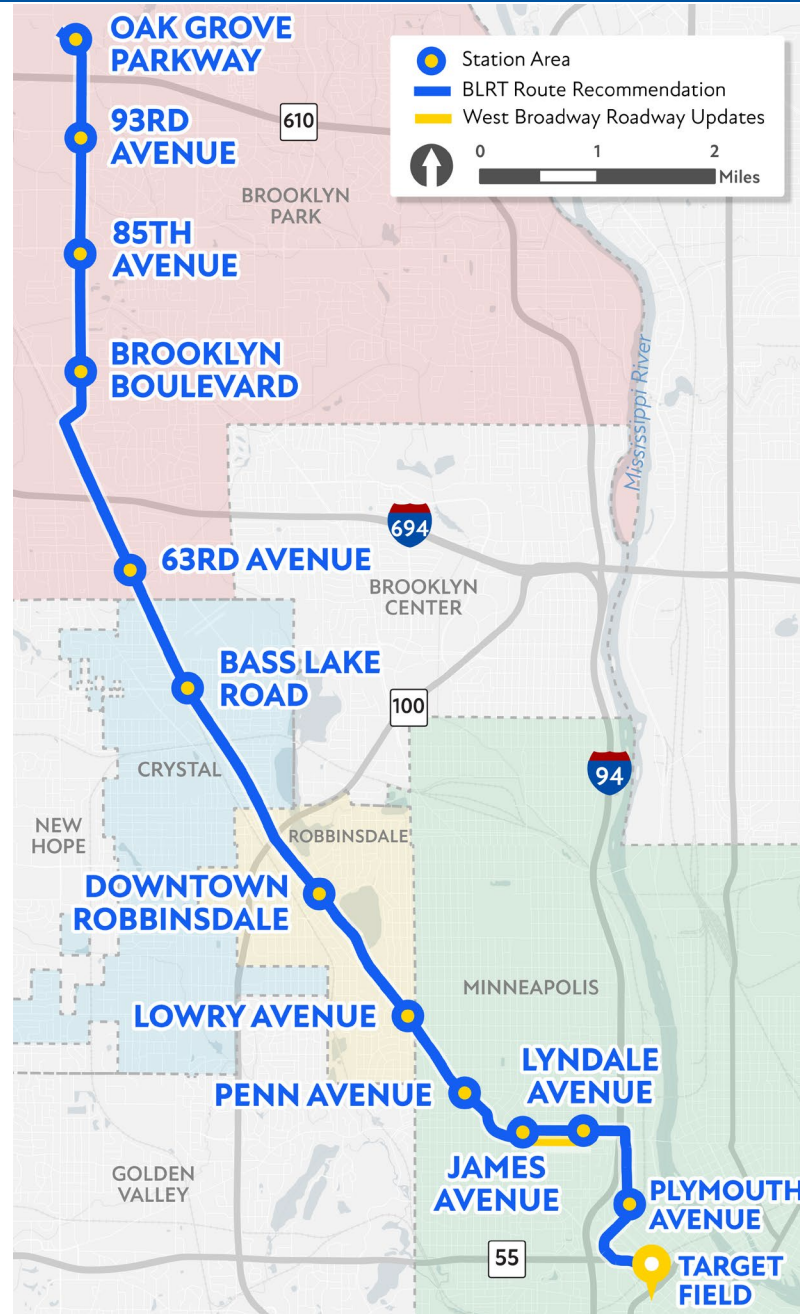 OAK GROVE
PARKWAY
Station Area
BLRT Route Recommendation
West Broadway Roadway Updates
0 1 2
Miles
93RD
AVENUE
610
BROOKLYN
PARK
85TH
AVENUE
BROOKLYN
BOULEVARD
Mississippi River
694
63RD AVENUE
BROOKLYN
CENTER
BASS LAKE
ROAD
100
CRYSTAL
94
NEW
HOPE
ROBBINSDALE
DOWNTOWN
ROBBINSDALE
MINNEAPOLIS
LOWRY AVENUE
LYNDALE
AVENUE
PENN AVENUE
JAMES
AVENUE
GOLDEN
VALLEY
PLYMOUTH
AVENUE
55
TARGET
FIELD